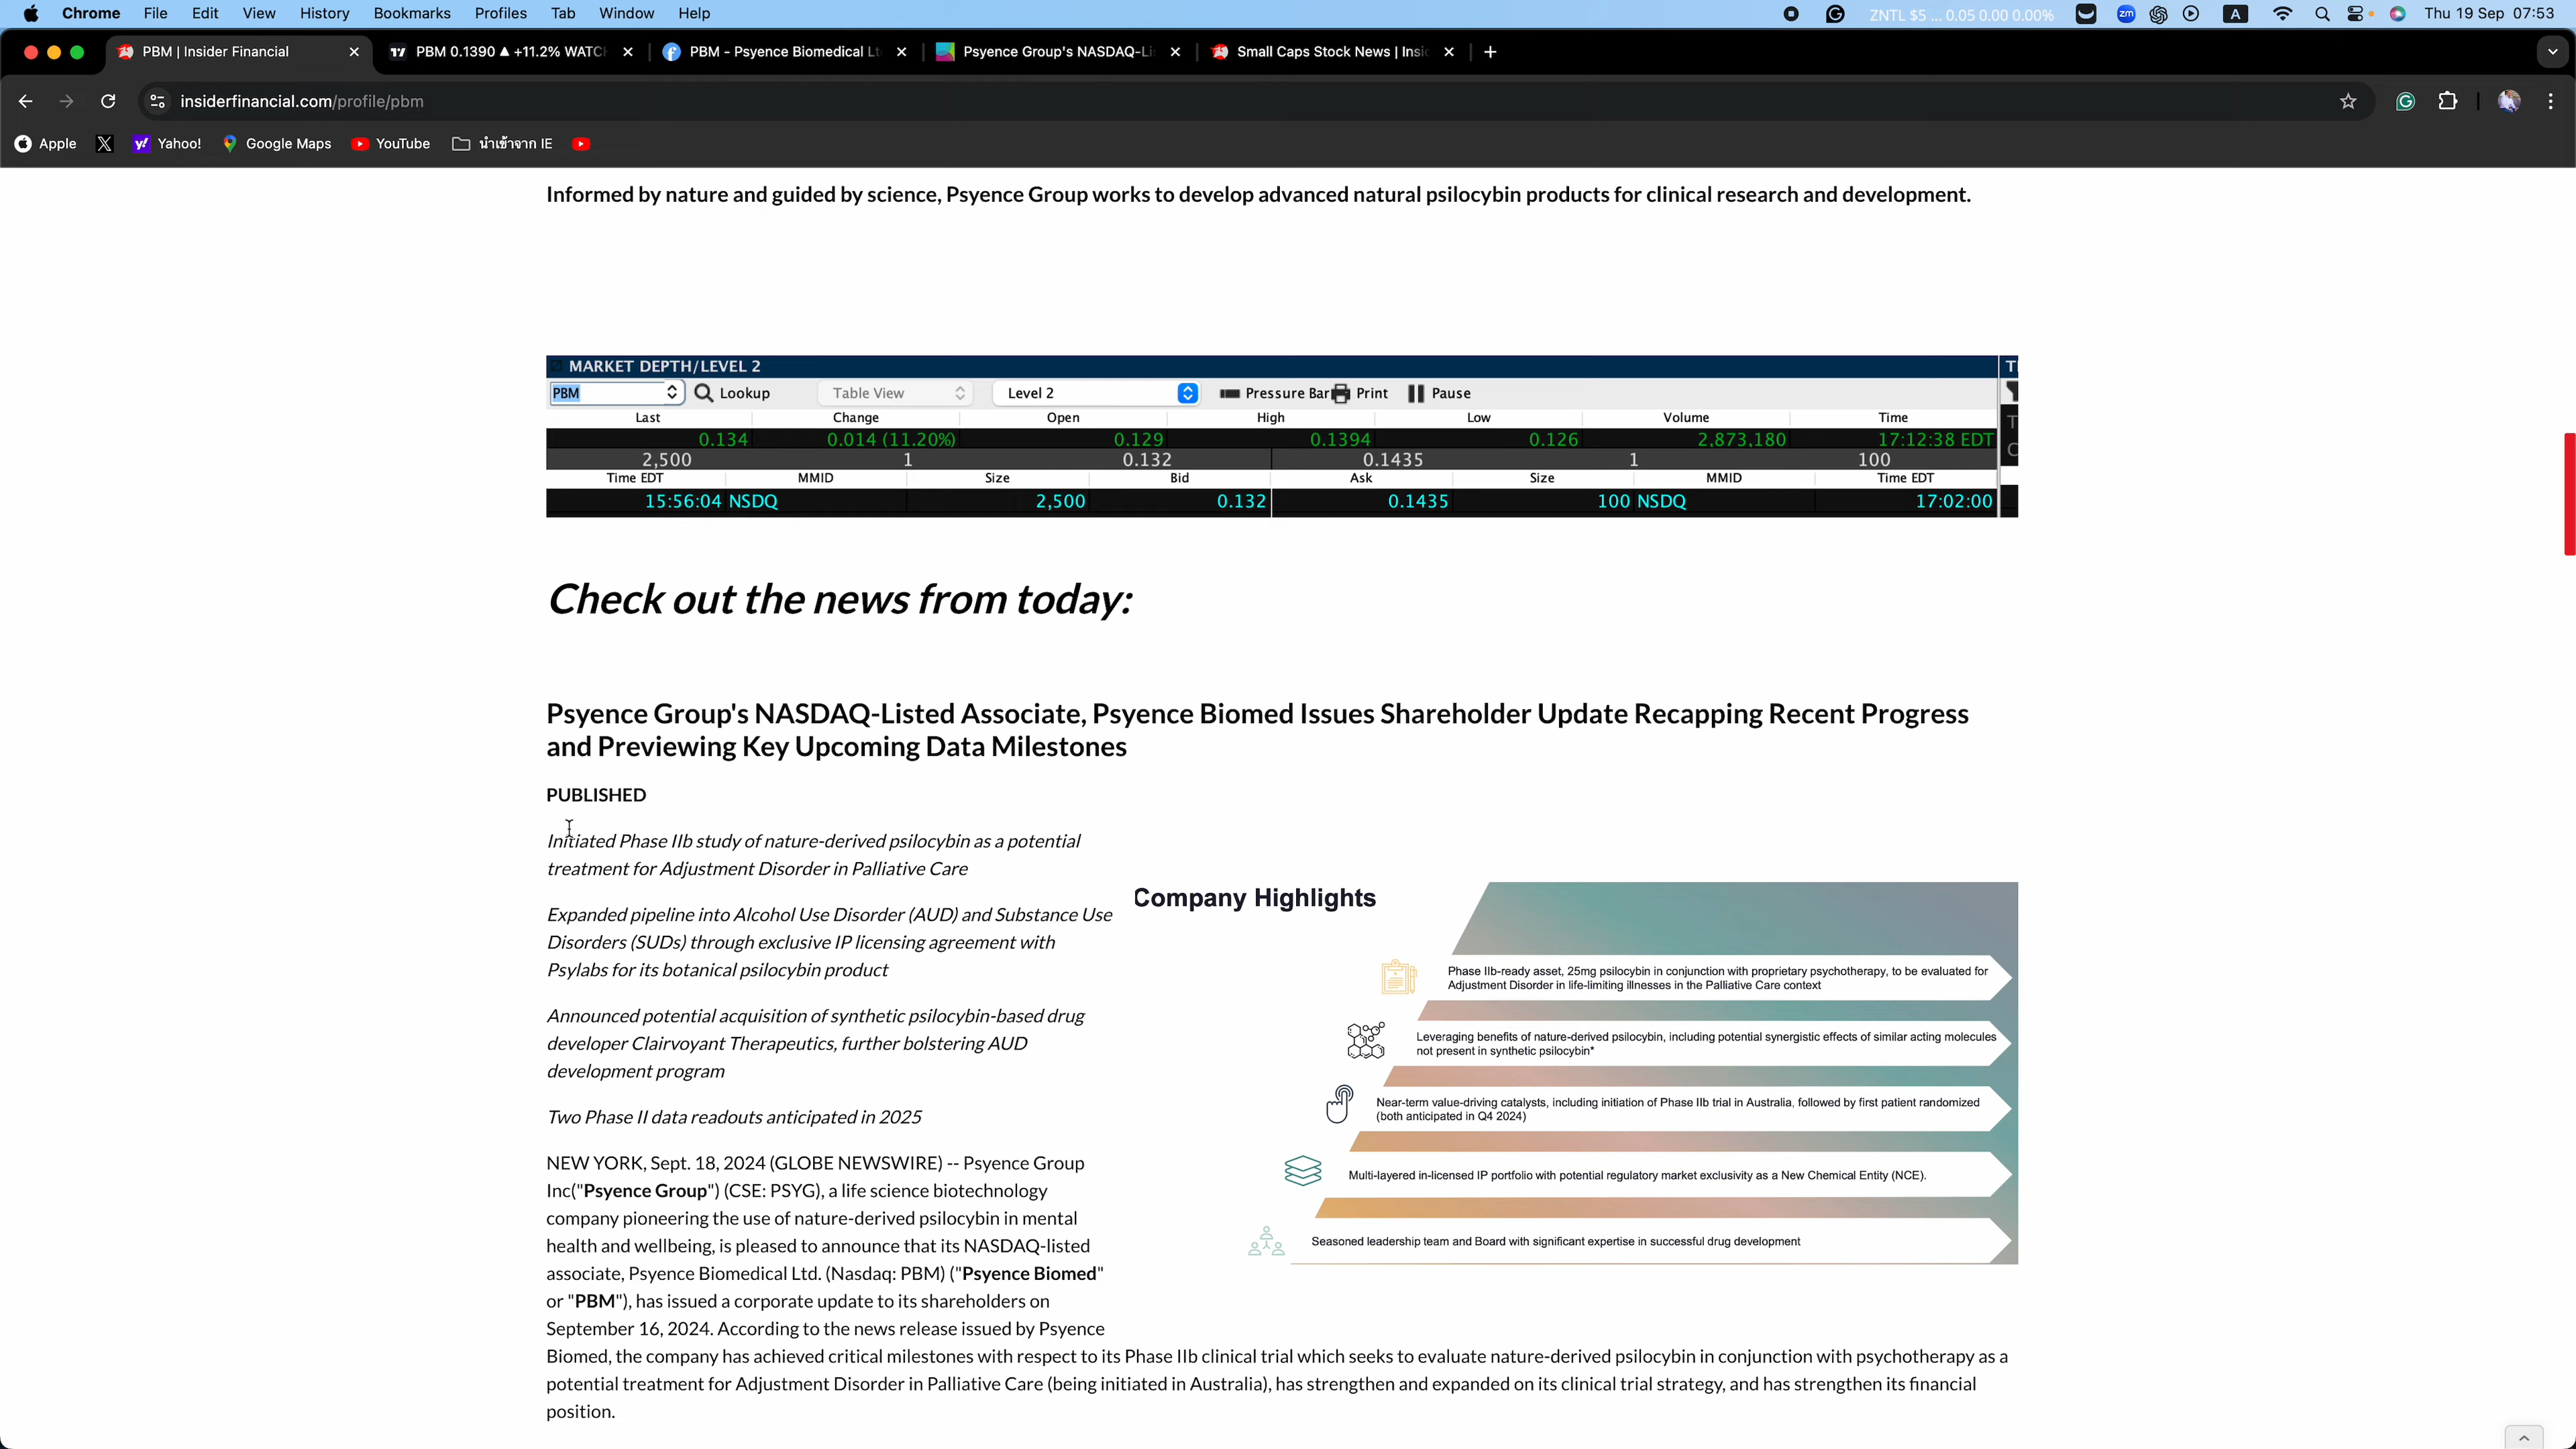 Chrome File Edit View History Bookmarks Profiles Tab Window Help
ZNTL $5 ... 0.05 0.00 0.00% zm A Thu 19 Sep 07:53
PBM | Insider Financial
PBM 0.1390 ▲ +11.2% WATCH
PBM - Psyence Biomedical Lt
Psyence Group's NASDAQ-Li
Small Caps Stock News | Insi
insiderfinancial.com/profile/pbm
Apple Yahoo! Google Maps YouTube นำเข้าจาก IE
Informed by nature and guided by science, Psyence Group works to develop advanced natural psilocybin products for clinical research and development.
MARKET DEPTH/LEVEL 2
PBM Lookup Table View Level 2 Pressure Bar Print Pause
Last Change Open High Low Volume Time
0.134 0.014 (11.20%) 0.129 0.1394 0.126 2,873,180 17:12:38 EDT
2,500 1 0.132 0.1435 1 100
Time EDT MMID Size Bid Ask Size MMID Time EDT
15:56:04 NSDQ 2,500 0.132 0.1435 100 NSDQ 17:02:00
Check out the news from today:
Psyence Group's NASDAQ-Listed Associate, Psyence Biomed Issues Shareholder Update Recapping Recent Progress
and Previewing Key Upcoming Data Milestones
PUBLISHED
Initiated Phase IIb study of nature-derived psilocybin as a potential
treatment for Adjustment Disorder in Palliative Care
Expanded pipeline into Alcohol Use Disorder (AUD) and Substance Use
Disorders (SUDs) through exclusive IP licensing agreement with
Psylabs for its botanical psilocybin product
Announced potential acquisition of synthetic psilocybin-based drug
developer Clairvoyant Therapeutics, further bolstering AUD
development program
Two Phase II data readouts anticipated in 2025
NEW YORK, Sept. 18, 2024 (GLOBE NEWSWIRE) -- Psyence Group
Inc("Psyence Group") (CSE: PSYG), a life science biotechnology
company pioneering the use of nature-derived psilocybin in mental
health and wellbeing, is pleased to announce that its NASDAQ-listed
associate, Psyence Biomedical Ltd. (Nasdaq: PBM) ("Psyence Biomed"
or "PBM"), has issued a corporate update to its shareholders on
September 16, 2024. According to the news release issued by Psyence
Biomed, the company has achieved critical milestones with respect to its Phase IIb clinical trial which seeks to evaluate nature-derived psilocybin in conjunction with psychotherapy as a
potential treatment for Adjustment Disorder in Palliative Care (being initiated in Australia), has strengthen and expanded on its clinical trial strategy, and has strengthen its financial
position.
Company Highlights
Phase IIb-ready asset, 25mg psilocybin in conjunction with proprietary psychotherapy, to be evaluated for
Adjustment Disorder in life-limiting illnesses in the Palliative Care context
Leveraging benefits of nature-derived psilocybin, including potential synergistic effects of similar acting molecules
not present in synthetic psilocybin*
Near-term value-driving catalysts, including initiation of Phase IIb trial in Australia, followed by first patient randomized
(both anticipated in Q4 2024)
Multi-layered in-licensed IP portfolio with potential regulatory market exclusivity as a New Chemical Entity (NCE).
Seasoned leadership team and Board with significant expertise in successful drug development